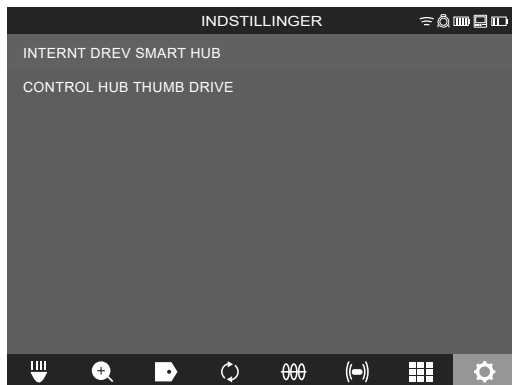 INDSTILLINGER
INTERNT DREV SMART HUB
CONTROL HUB THUMB DRIVE